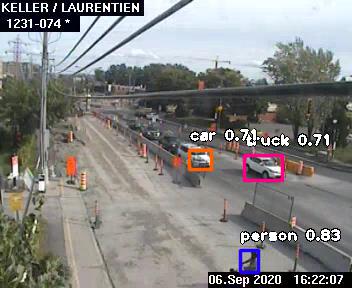 KELLER / LAURENTIEN
1231-074 *
car 0.71
truck 0.71
person 0.83
06.Sep 2020 16:22:07